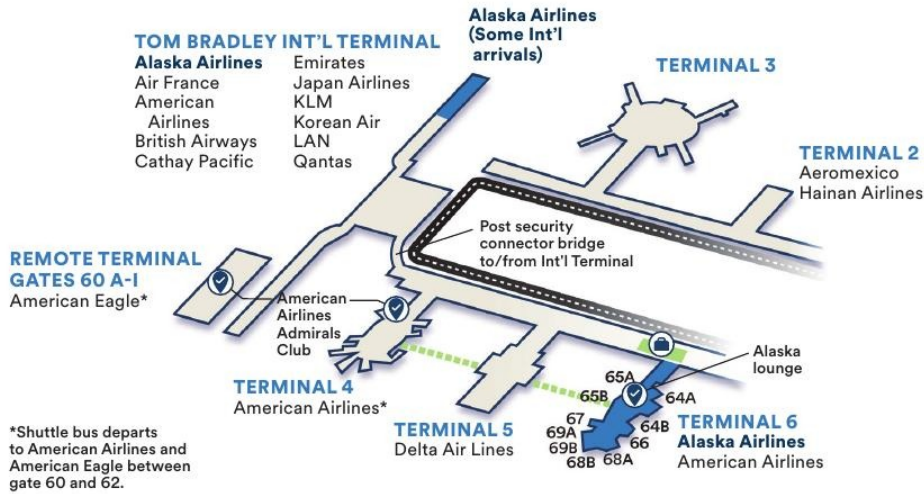 Alaska Airlines
(Some Int'l
arrivals)
TOM BRADLEY INT'L TERMINAL
Alaska Airlines
Air France
American
Airlines
British Airways
Cathay Pacific
Emirates
Japan Airlines
KLM
Korean Air
LAN
Qantas
TERMINAL 3
TERMINAL 2
Aeromexico
Hainan Airlines
Post security
connector bridge
to/from Int'l Terminal
REMOTE TERMINAL
GATES 60 A-I
American Eagle*
American
Airlines
Admirals
Club
TERMINAL 4
American Airlines*
TERMINAL 5
Delta Air Lines
Alaska
lounge
65A
65B
64A
67
64B
69A
66
69B
68A
68B
TERMINAL 6
Alaska Airlines
American Airlines
*Shuttle bus departs
to American Airlines and
American Eagle between
gate 60 and 62.